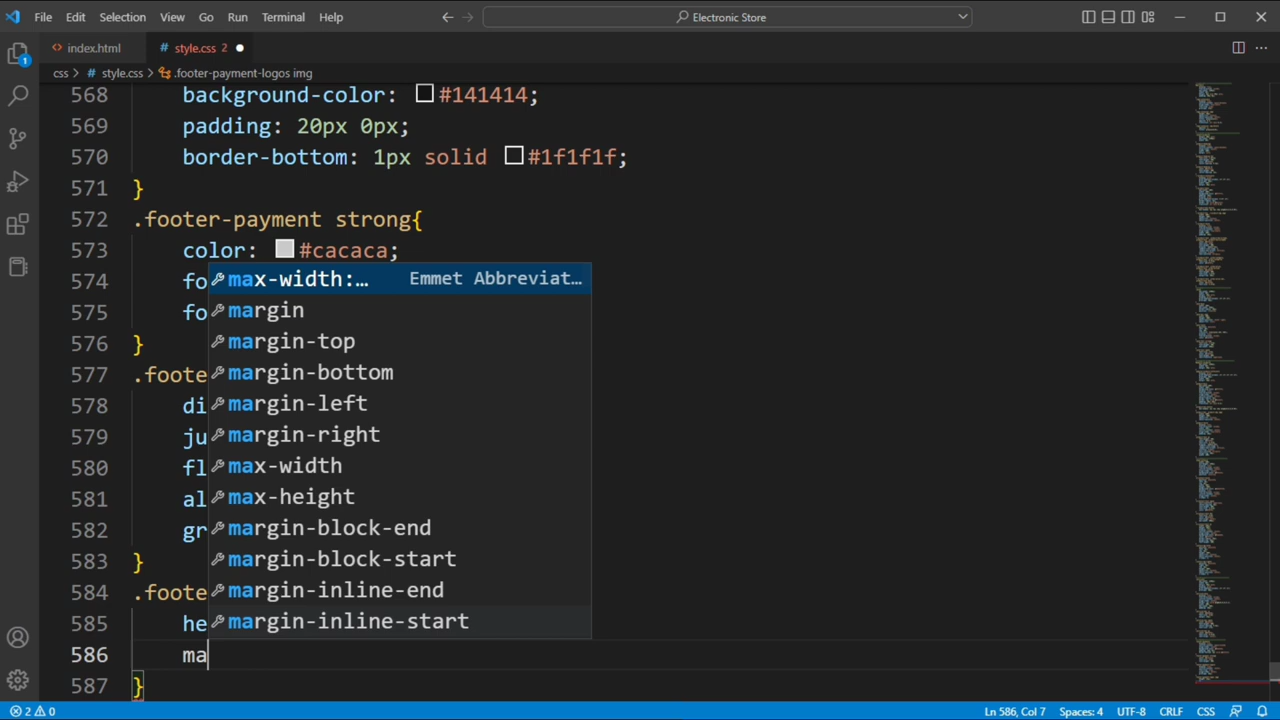 File Edit Selection View Go Run Terminal Help Electronic Store
index.html style.css 2
css > style.css > .footer-payment-logos img
568 background-color: #141414;
569 padding: 20px 0px;
570 border-bottom: 1px solid #1f1f1f;
571 }
572 .footer-payment strong{
573 color: #cacaca;
574 fo max-width:… Emmet Abbreviat…
575 fo margin
margin-top
576 }
577 .foote margin-bottom
578 di margin-left
579 ju margin-right
580 fl max-width
581 al max-height
582 gr margin-block-end
583 } margin-block-start
584 .foote margin-inline-end
585 he margin-inline-start
586 ma
587 }
2 0 Ln 586, Col 7 Spaces: 4 UTF-8 CRLF CSS